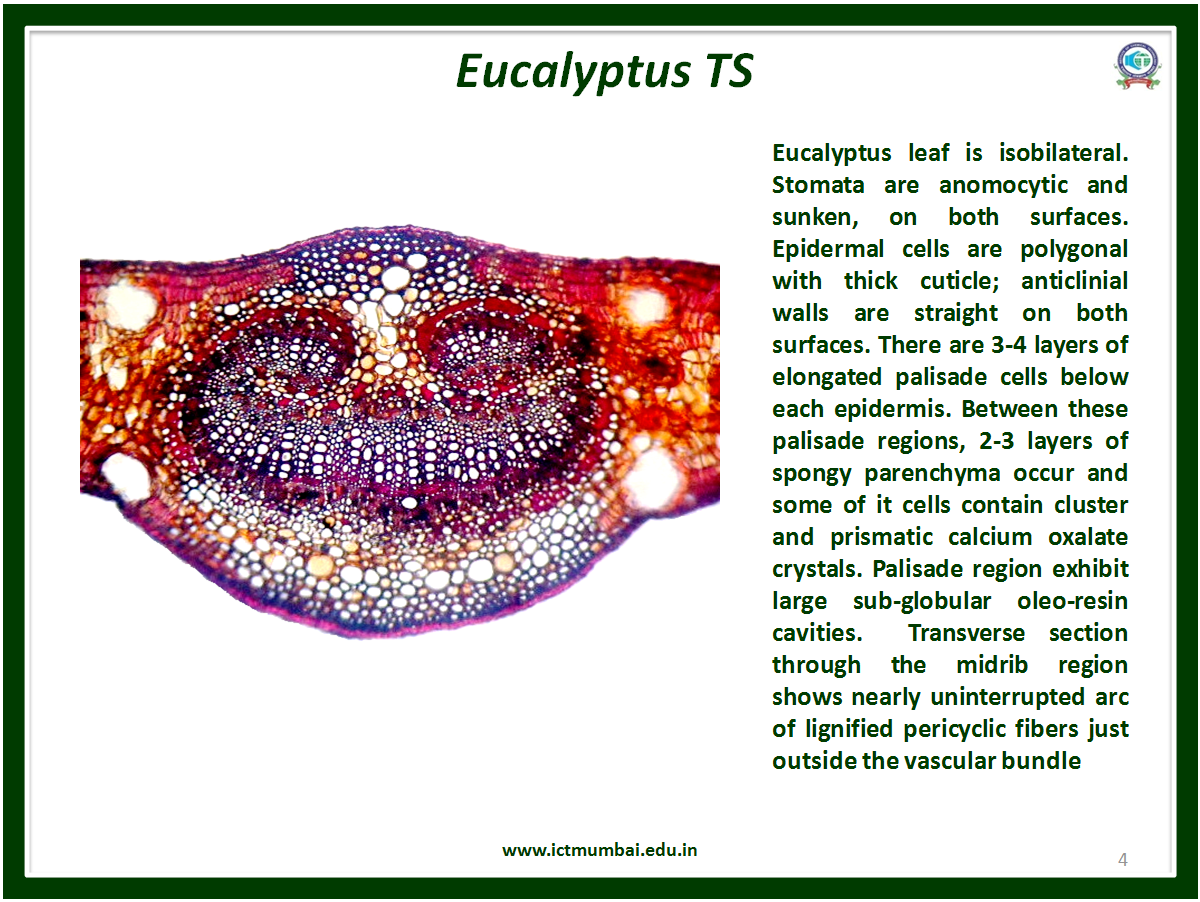 Eucalyptus TS
Eucalyptus leaf is isobilateral.
Stomata are anomocytic and
sunken, on both surfaces.
Epidermal cells are polygonal
with thick cuticle; anticlinial
walls are straight on both
surfaces. There are 3-4 layers of
elongated palisade cells below
each epidermis. Between these
palisade regions, 2-3 layers of
spongy parenchyma occur and
some of it cells contain cluster
and prismatic calcium oxalate
crystals. Palisade region exhibit
large sub-globular oleo-resin
cavities. Transverse section
through the midrib region
shows nearly uninterrupted arc
of lignified pericyclic fibers just
outside the vascular bundle
www.ictmumbai.edu.in
4